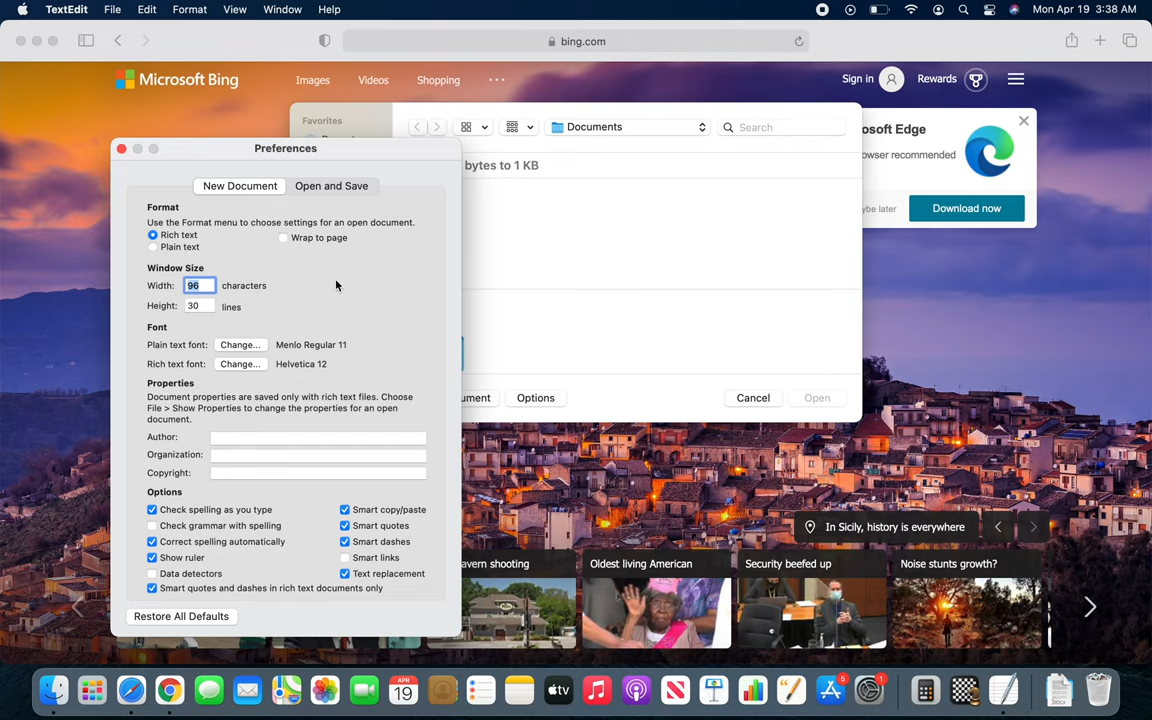 TextEdit File Edit Format View Window Help Mon Apr 19 3:38 AM
bing.com
Microsoft Bing Images Videos Shopping ... Sign in Rewards
Favorites Documents Search
osoft Edge
owser recommended
ybe later Download now
Preferences
bytes to 1 KB
New Document Open and Save
Format
Use the Format menu to choose settings for an open document.
Rich text Wrap to page
Plain text
Window Size
Width: 96 characters
Height: 30 lines
Font
Plain text font: Change... Menlo Regular 11
Rich text font: Change... Helvetica 12
Properties
Document properties are saved only with rich text files. Choose
File > Show Properties to change the properties for an open
document.
Author:
Organization:
Copyright:
ument Options Cancel Open
Options
Check spelling as you type Smart copy/paste
Check grammar with spelling Smart quotes
Correct spelling automatically Smart dashes
Show ruler Smart links
Data detectors Text replacement
Smart quotes and dashes in rich text documents only
Restore All Defaults
In Sicily, history is everywhere
avern shooting Oldest living American Security beefed up Noise stunts growth?
APR
19
tv
5
1